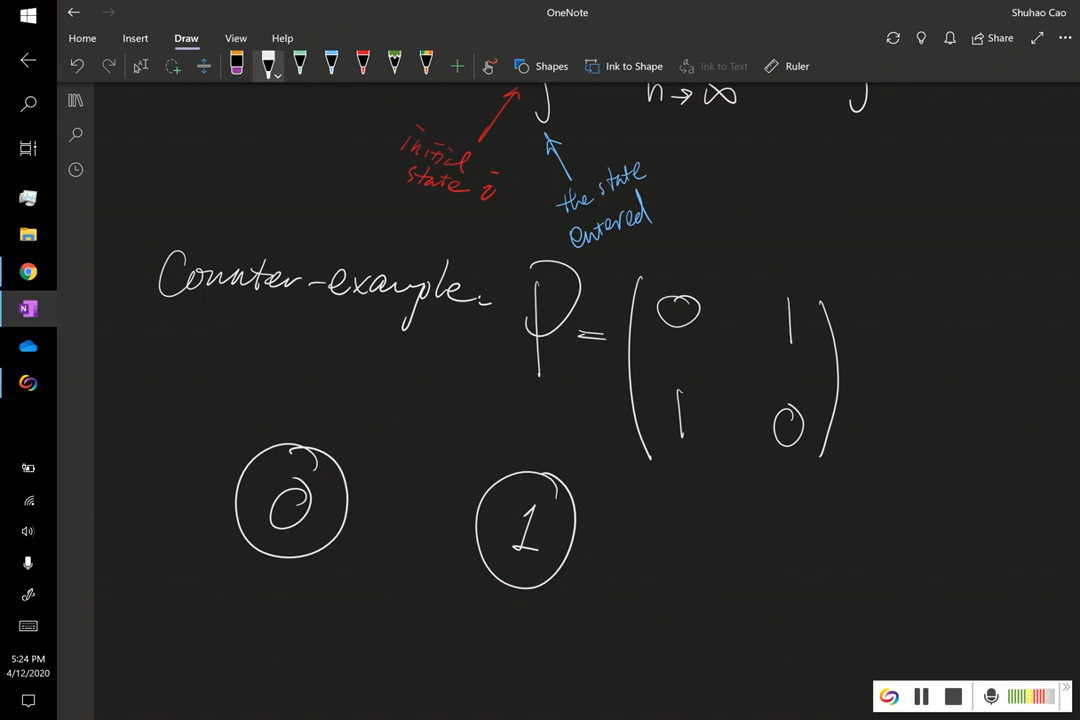 OneNote
Shuhao Cao
Home Insert Draw View Help
Shapes Ink to Shape Ink to Text Ruler Share
j n → ∞ j
initial
state i
the state
entered
Counter-example. P = ( 0 1
1 0 )
0 1
5:24 PM
4/12/2020